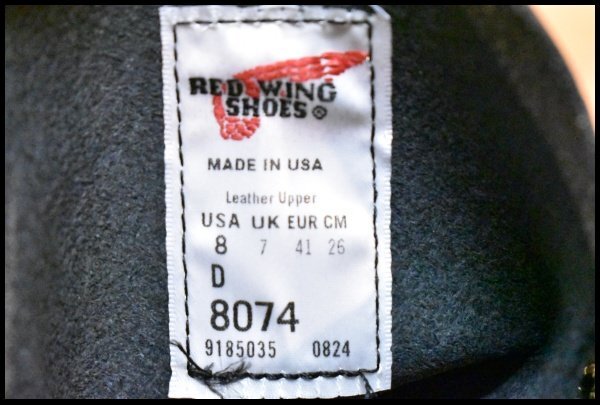 RED WING
SHOES®
MADE IN USA
Leather Upper
USA UK EUR CM
8 7 41 26
D
8074
9185035 0824